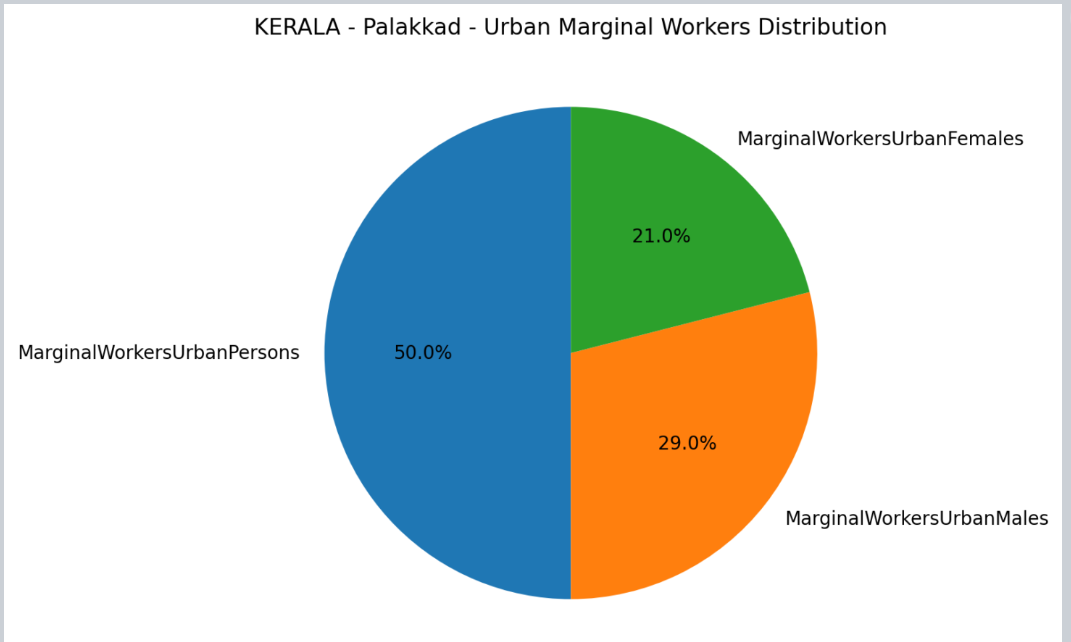 KERALA - Palakkad - Urban Marginal Workers Distribution
MarginalWorkersUrbanFemales
21.0%
MarginalWorkersUrbanPersons
50.0%
29.0%
MarginalWorkersUrbanMales